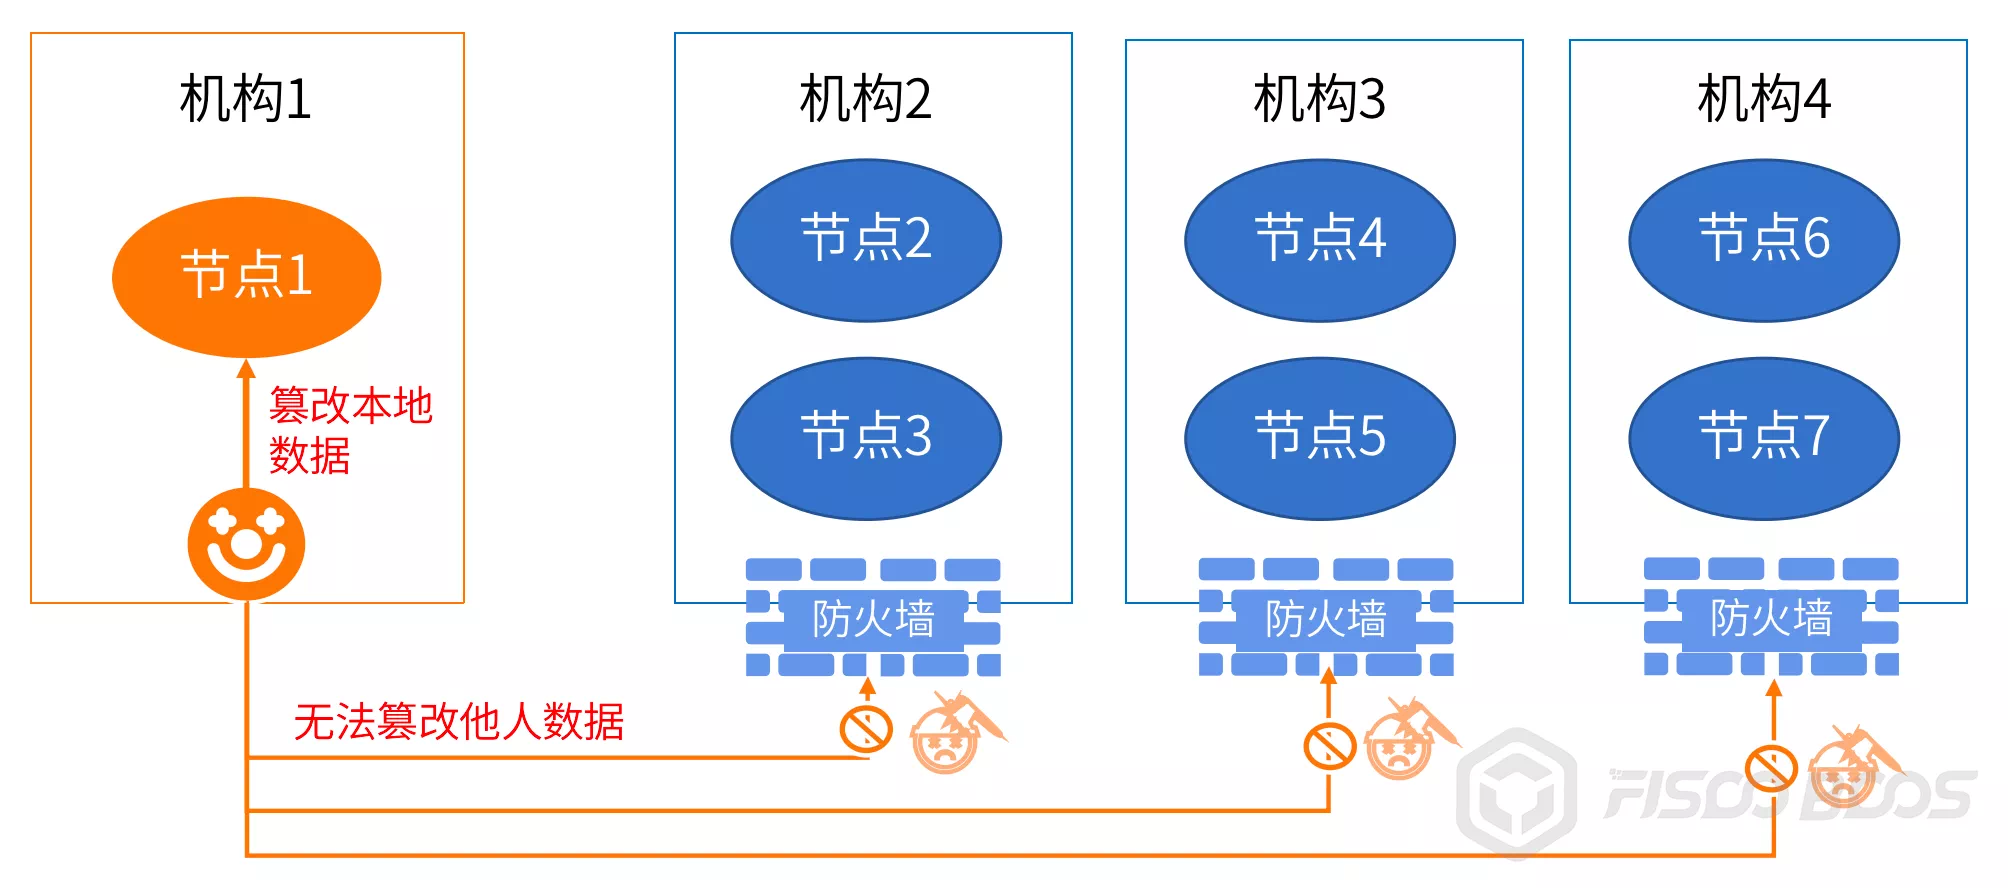 机构1
机构2
机构3
机构4
节点1
节点2
节点4
节点6
节点3
节点5
节点7
篡改本地
数据
防火墙
防火墙
防火墙
无法篡改他人数据
FISCO BCOS